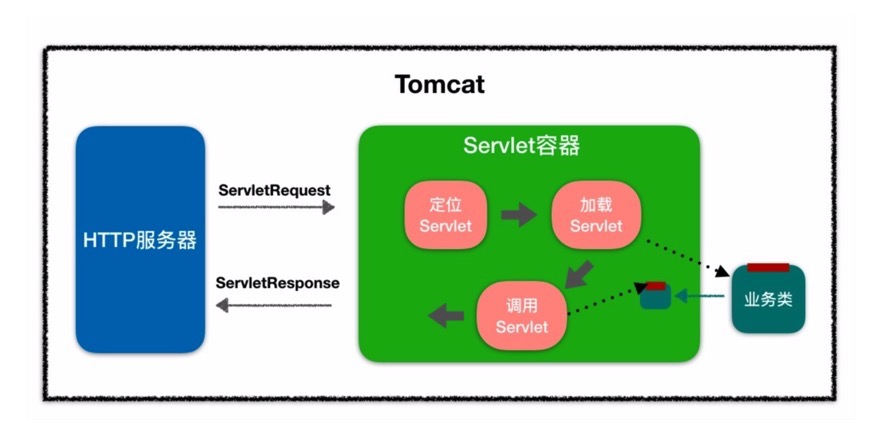 Tomcat
Servlet容器
ServletRequest
定位
Servlet
加载
Servlet
HTTP服务器
ServletResponse
调用
Servlet
业务类